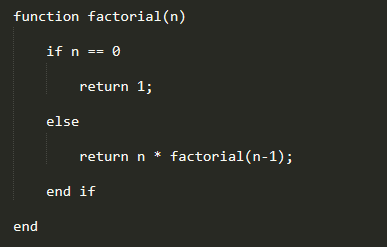 function factorial(n)
if n == 0
return 1;
else
return n * factorial(n-1);
end if
end